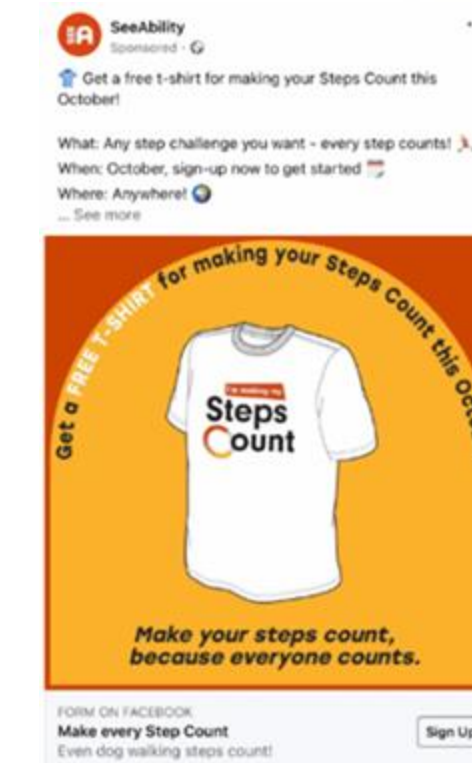 SeeAbility
Sponsored ·
Get a free t-shirt for making your Steps Count this
October!
What: Any step challenge you want - every step counts!
When: October, sign-up now to get started
Where: Anywhere!
... See more
Get a FREE T-SHIRT for making your Steps Count this Octo
I'm making my
Steps
Count
Make your steps count,
because everyone counts.
FORM ON FACEBOOK
Make every Step Count
Even dog walking steps count!
Sign Up